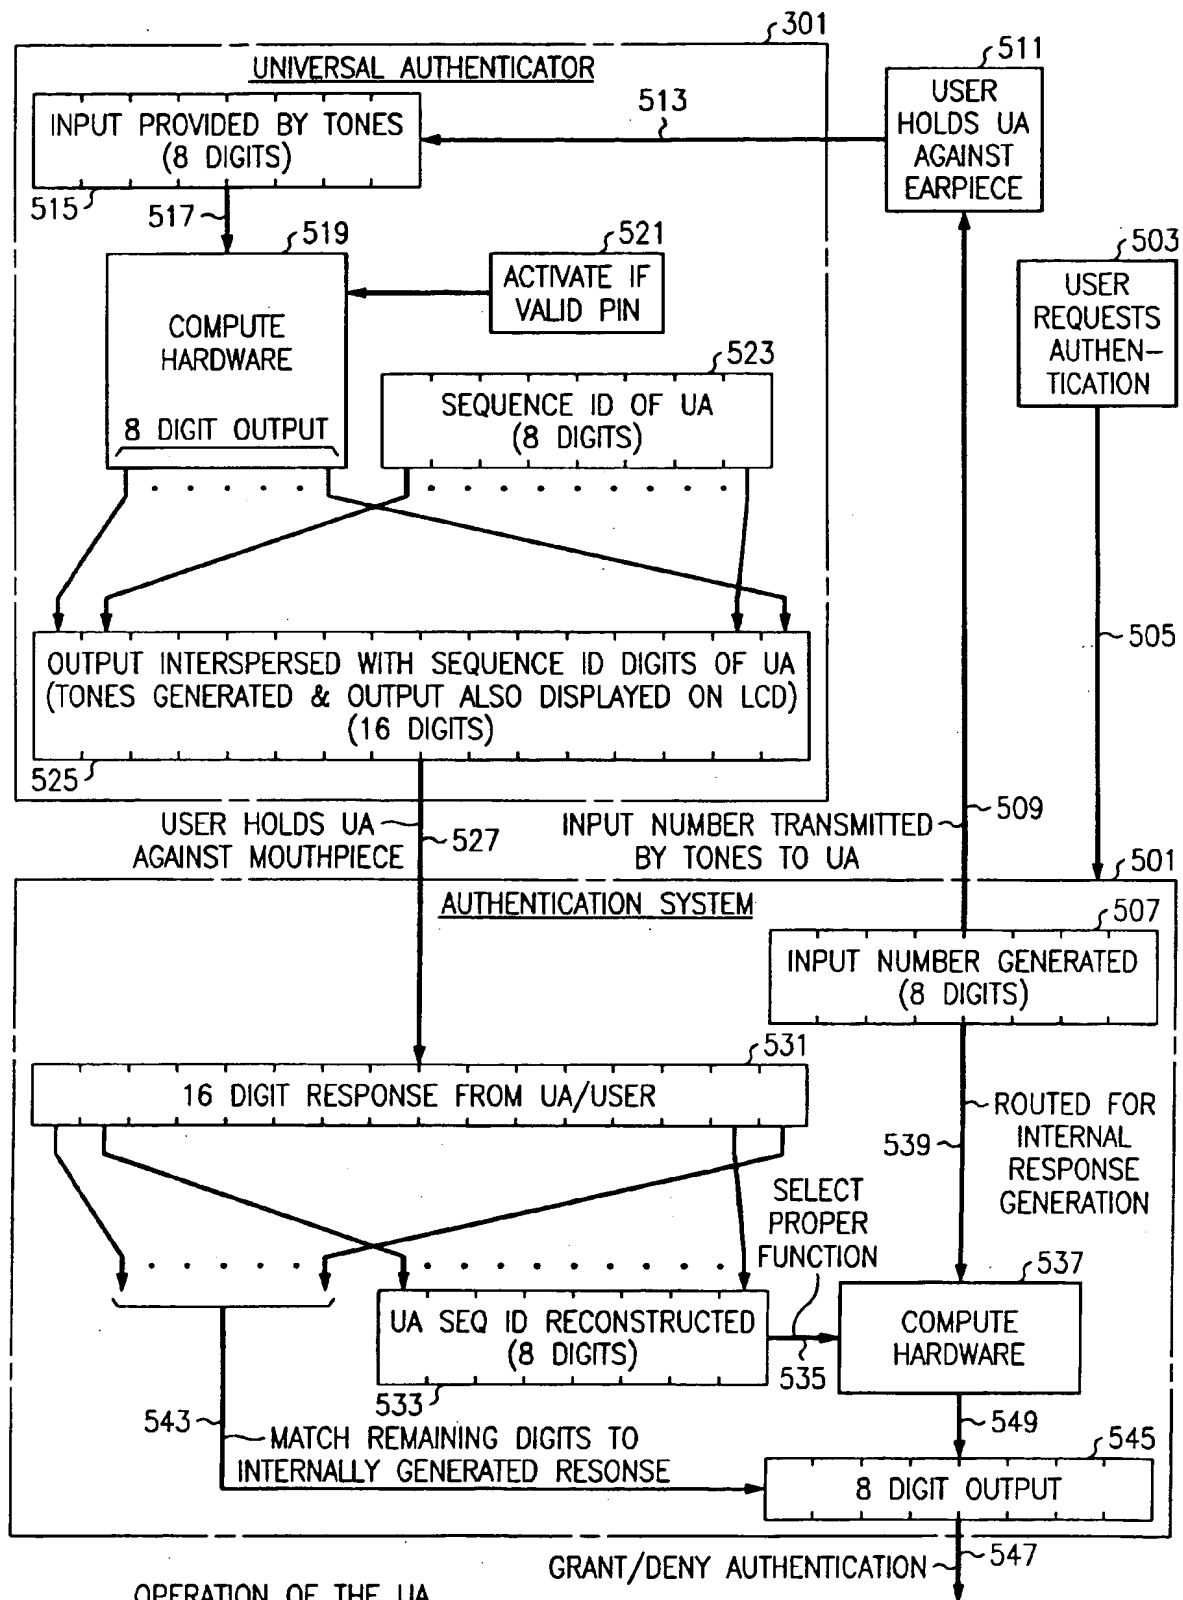 301
UNIVERSAL AUTHENTICATOR
511
USER
HOLDS UA
AGAINST
EARPIECE
513
INPUT PROVIDED BY TONES
(8 DIGITS)
515
517
519
521
503
ACTIVATE IF
VALID PIN
USER
REQUESTS
AUTHEN-
TICATION
COMPUTE
HARDWARE
8 DIGIT OUTPUT
523
SEQUENCE ID OF UA
(8 DIGITS)
505
OUTPUT INTERSPERSED WITH SEQUENCE ID DIGITS OF UA
(TONES GENERATED & OUTPUT ALSO DISPLAYED ON LCD)
(16 DIGITS)
525
USER HOLDS UA
AGAINST MOUTHPIECE
527
INPUT NUMBER TRANSMITTED
BY TONES TO UA
509
501
AUTHENTICATION SYSTEM
507
INPUT NUMBER GENERATED
(8 DIGITS)
531
16 DIGIT RESPONSE FROM UA/USER
539
ROUTED FOR
INTERNAL
RESPONSE
GENERATION
SELECT
PROPER
FUNCTION
537
UA SEQ ID RECONSTRUCTED
(8 DIGITS)
533
535
COMPUTE
HARDWARE
543
MATCH REMAINING DIGITS TO
INTERNALLY GENERATED RESONSE
549
545
8 DIGIT OUTPUT
GRANT/DENY AUTHENTICATION
547
OPERATION OF THE UA